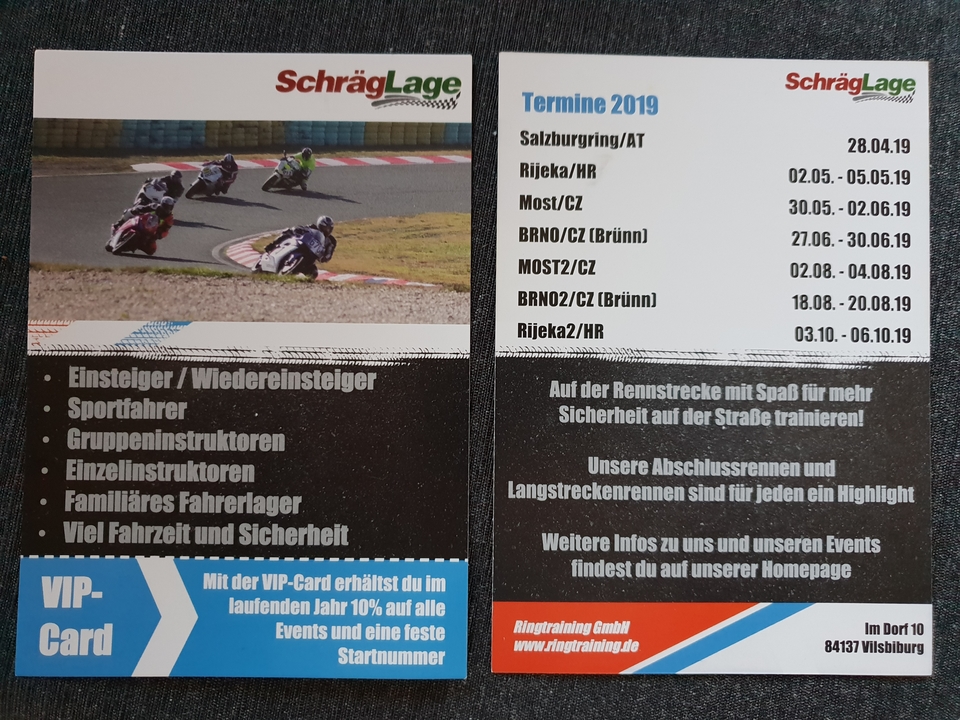 SchrägLage
Einsteiger / Wiedereinsteiger
Sportfahrer
Gruppeninstruktoren
Einzelinstruktoren
Familiäres Fahrerlager
Viel Fahrzeit und Sicherheit
VIP-
Card
Mit der VIP-Card erhältst du im
laufenden Jahr 10% auf alle
Events und eine feste
Startnummer
SchrägLage
Termine 2019
Salzburgring/AT 28.04.19
Rijeka/HR 02.05. - 05.05.19
Most/CZ 30.05. - 02.06.19
BRNO/CZ (Brünn) 27.06. - 30.06.19
MOST2/CZ 02.08. - 04.08.19
BRNO2/CZ (Brünn) 18.08. - 20.08.19
Rijeka2/HR 03.10. - 06.10.19
Auf der Rennstrecke mit Spaß für mehr
Sicherheit auf der Straße trainieren!
Unsere Abschlussrennen und
Langstreckenrennen sind für jeden ein Highlight
Weitere Infos zu uns und unseren Events
findest du auf unserer Homepage
Ringtraining GmbH
www.ringtraining.de
Im Dorf 10
84137 Vilsbiburg